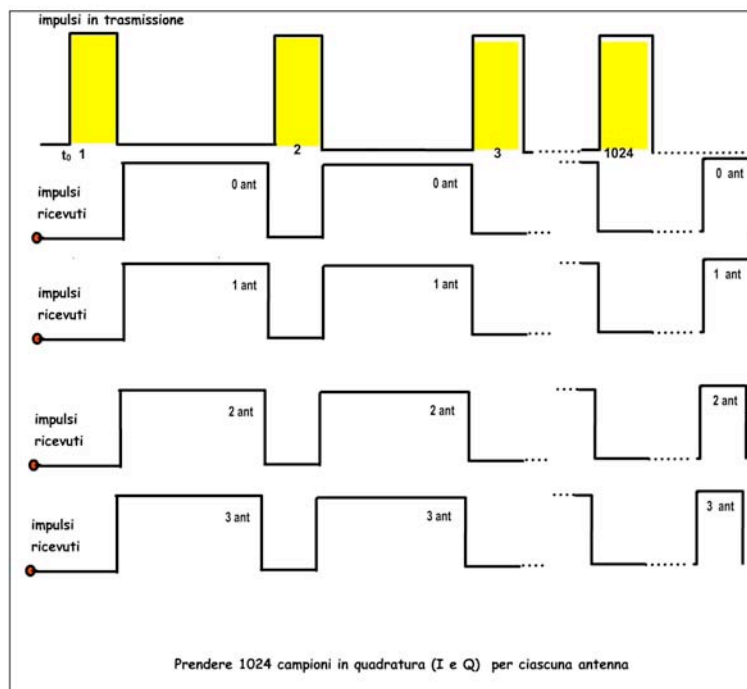 impulsi in trasmissione
t0 1 2 3 1024
impulsi
ricevuti
0 ant 0 ant 0 ant
impulsi
ricevuti
1 ant 1 ant 1 ant
impulsi
ricevuti
2 ant 2 ant 2 ant
impulsi
ricevuti
3 ant 3 ant 3 ant
Prendere 1024 campioni in quadratura (I e Q) per ciascuna antenna